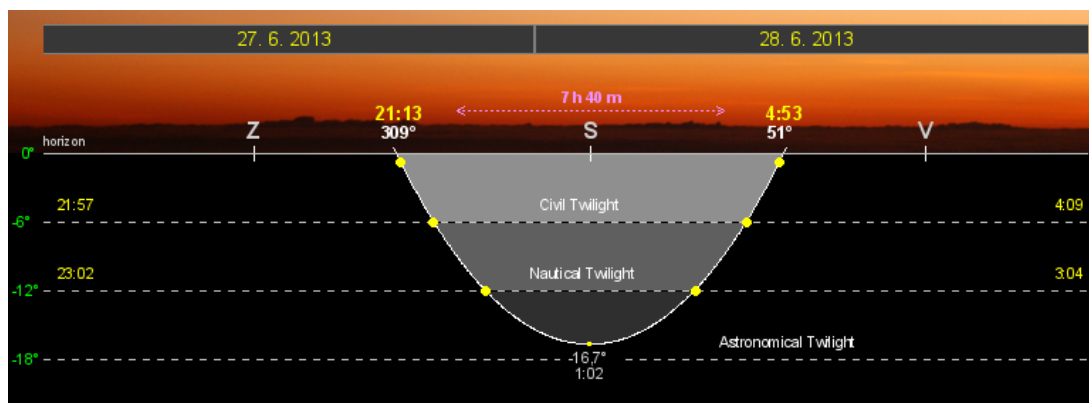 27. 6. 2013 28. 6. 2013
7 h 40 m
21:13 4:53
Z 309° S 51° V
horizon
0°
21:57 Civil Twilight 4:09
-6°
23:02 Nautical Twilight 3:04
-12°
Astronomical Twilight
-18° -16,7°
1:02